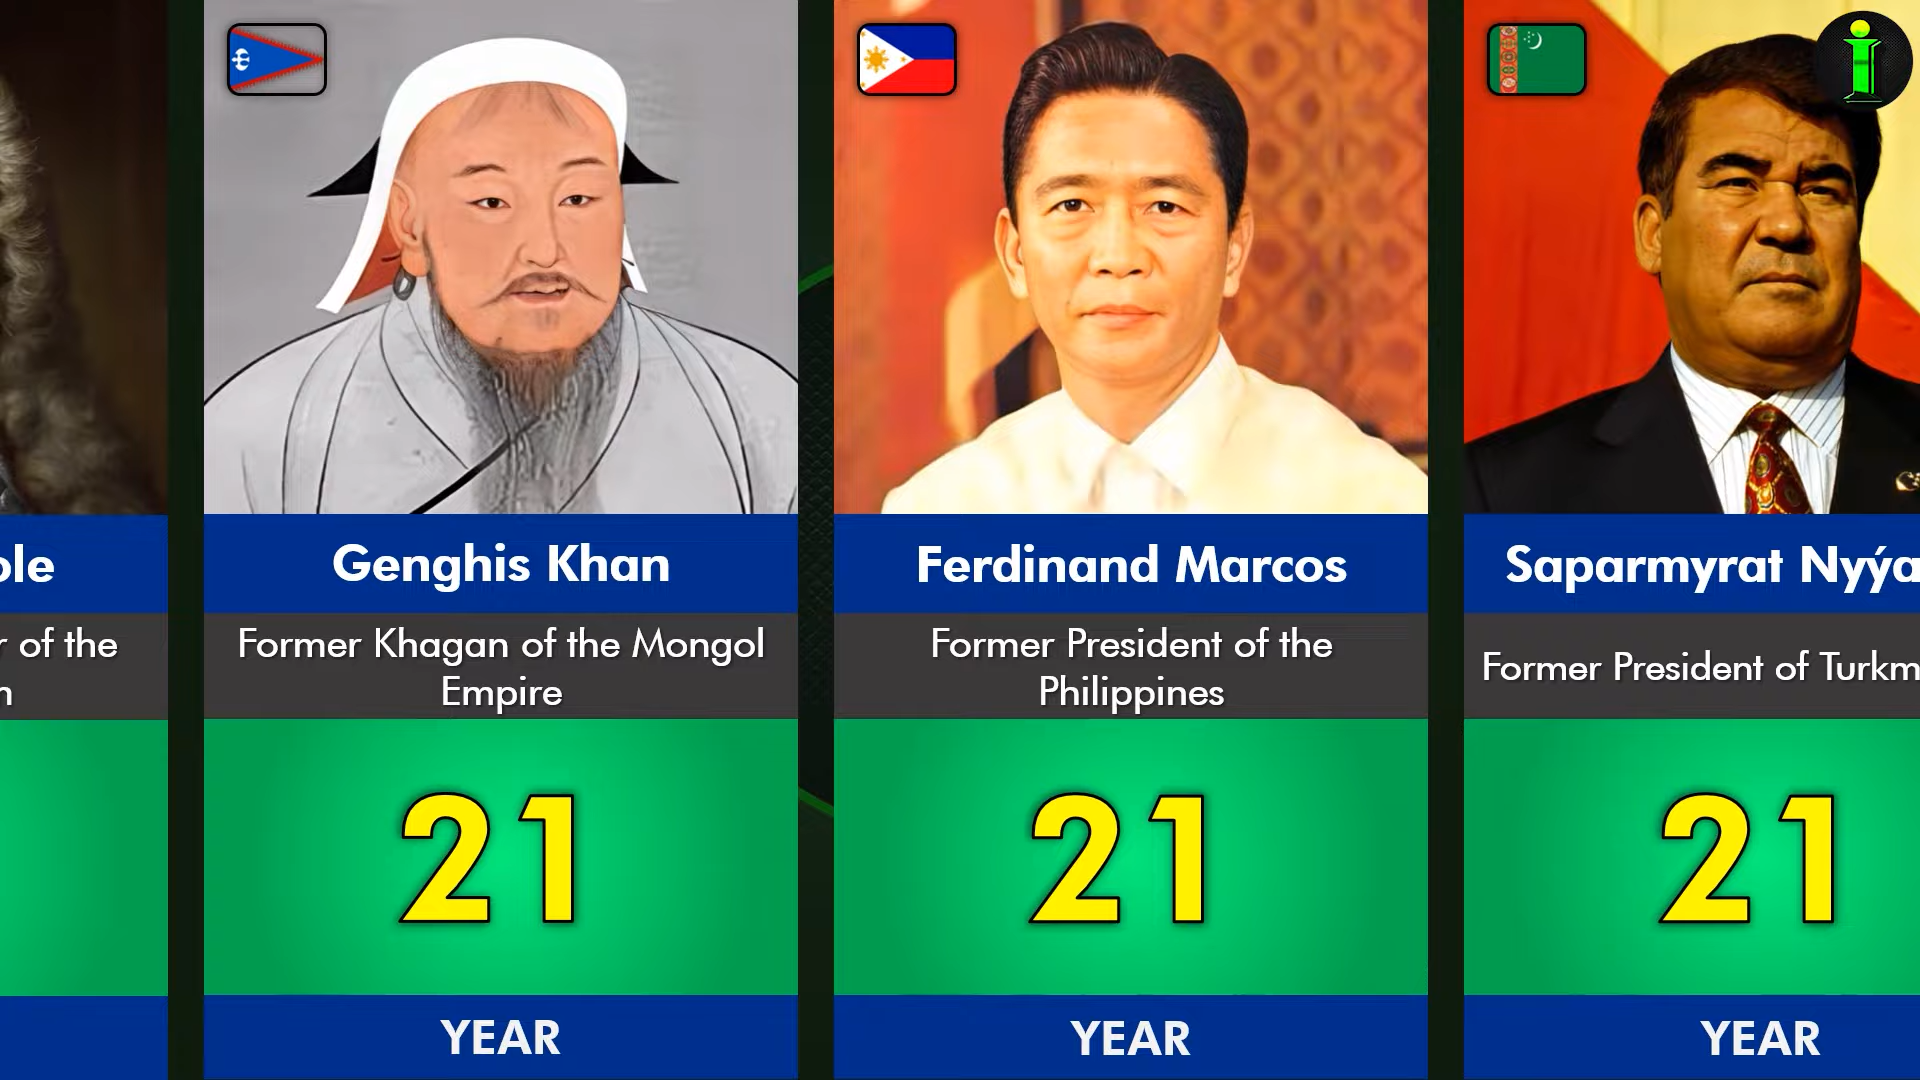 ole
r of the
Genghis Khan
Former Khagan of the Mongol
Empire
21
YEAR
Ferdinand Marcos
Former President of the
Philippines
21
YEAR
Saparmyrat Nyýa
Former President of Turkm
21
YEAR